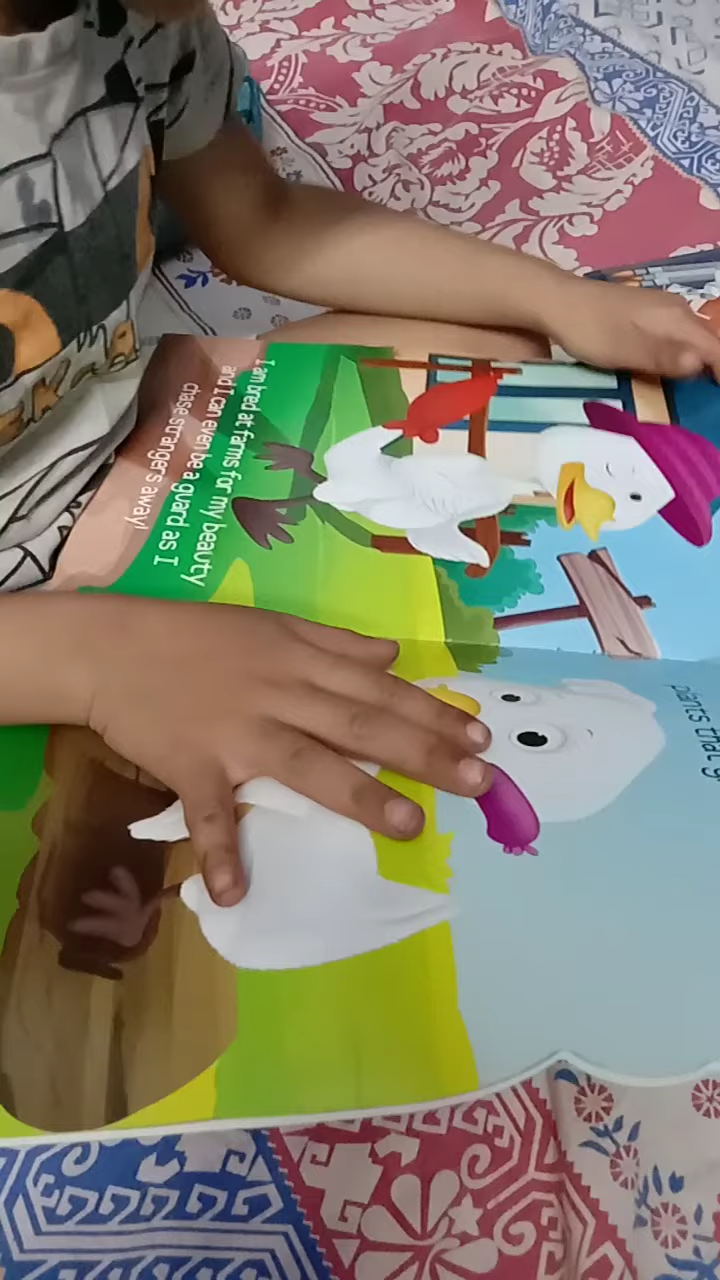 I am bred at farms for my beauty
and I can even be a guard as I
chase strangers away!
plants that g